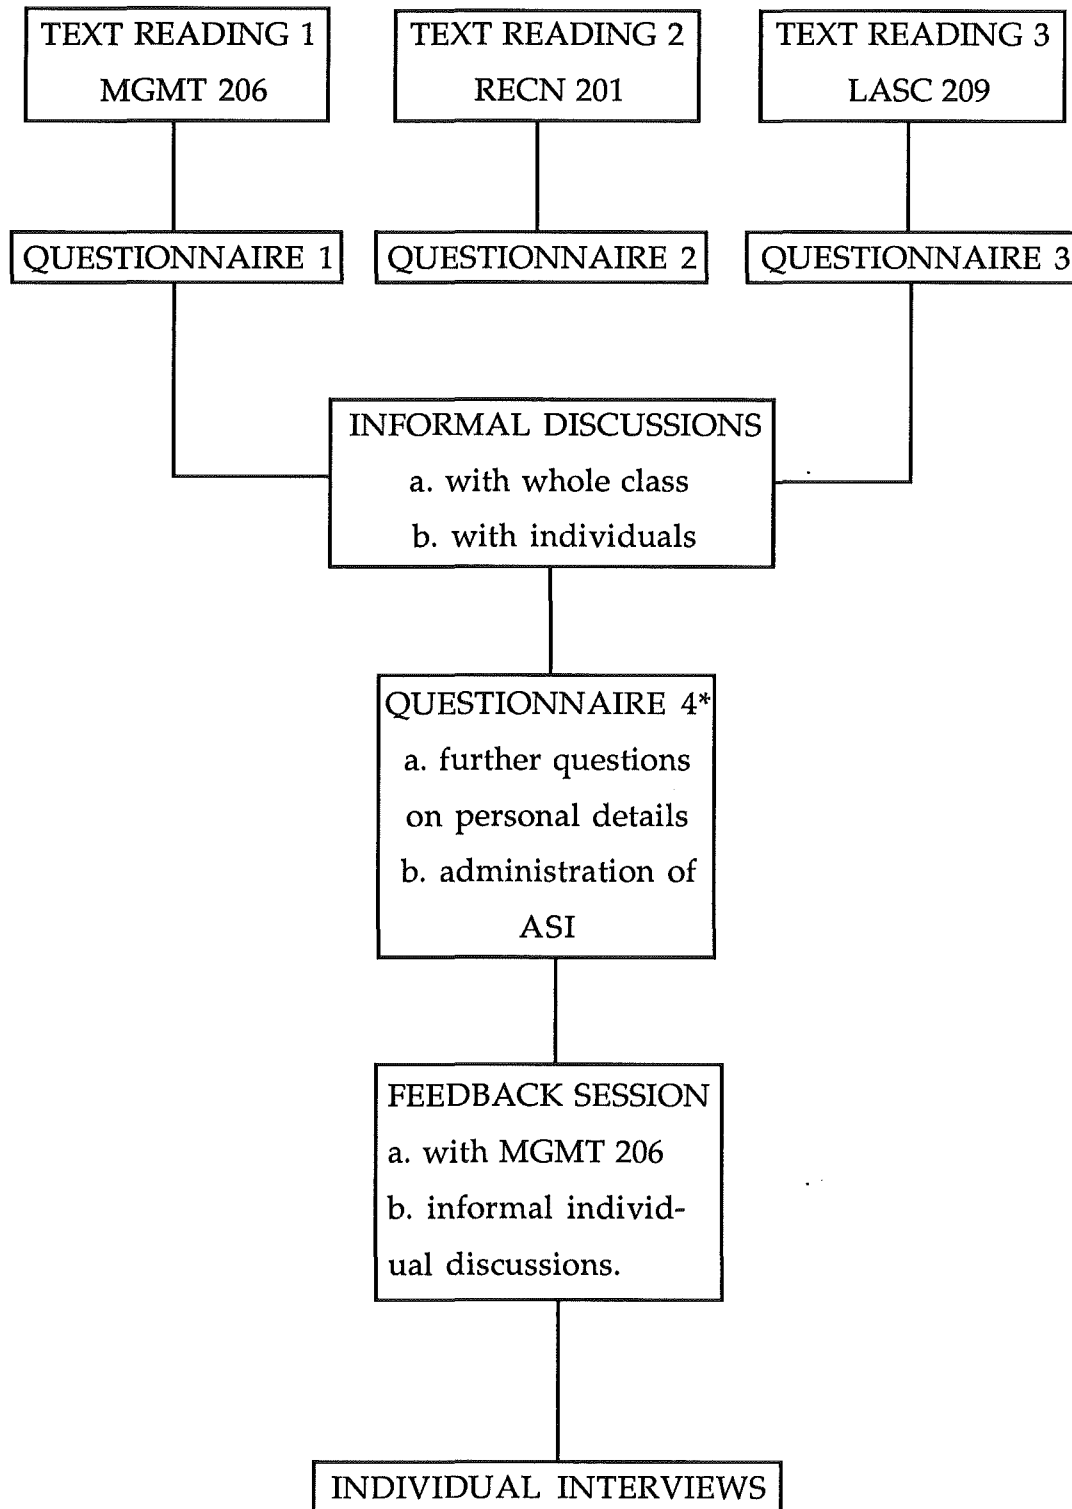 TEXT READING 1
MGMT 206
TEXT READING 2
RECN 201
TEXT READING 3
LASC 209
QUESTIONNAIRE 1
QUESTIONNAIRE 2
QUESTIONNAIRE 3
INFORMAL DISCUSSIONS
a. with whole class
b. with individuals
QUESTIONNAIRE 4*
a. further questions
on personal details
b. administration of
ASI
FEEDBACK SESSION
a. with MGMT 206
b. informal individ-
ual discussions.
INDIVIDUAL INTERVIEWS